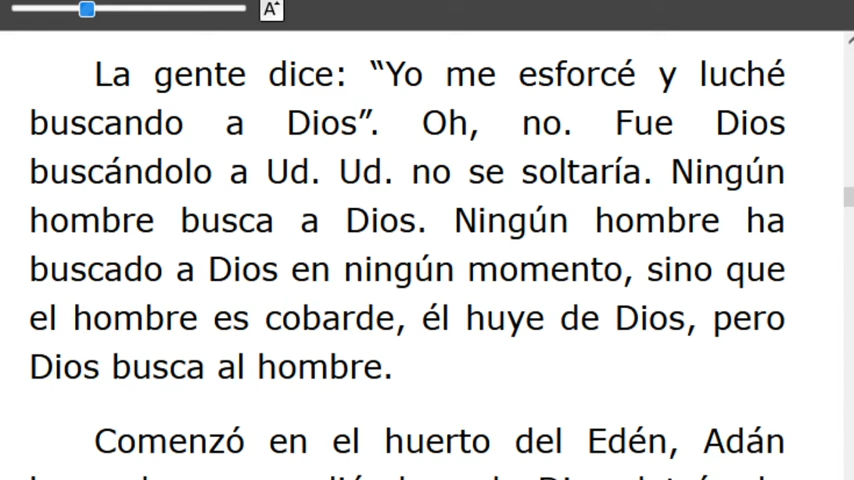 A
La gente dice: “Yo me esforcé y luché
buscando a Dios”. Oh, no. Fue Dios
buscándolo a Ud. Ud. no se soltaría. Ningún
hombre busca a Dios. Ningún hombre ha
buscado a Dios en ningún momento, sino que
el hombre es cobarde, él huye de Dios, pero
Dios busca al hombre.
Comenzó en el huerto del Edén, Adán